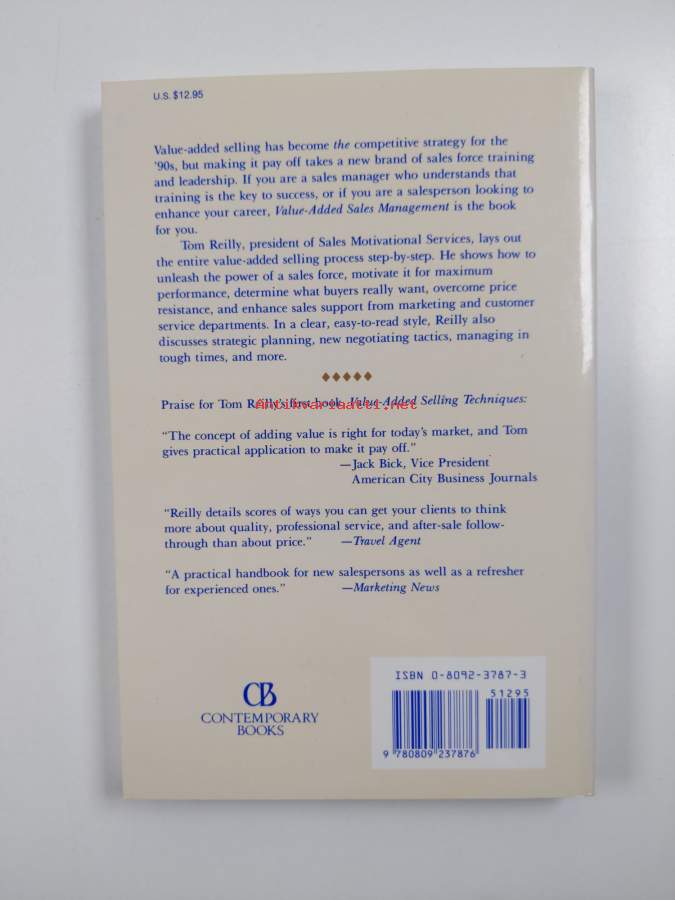 U.S. $12.95
Value-added selling has become the competitive strategy for the
'90s, but making it pay off takes a new brand of sales force training
and leadership. If you are a sales manager who understands that
training is the key to success, or if you are a salesperson looking to
enhance your career, Value-Added Sales Management is the book
for you.
Tom Reilly, president of Sales Motivational Services, lays out
the entire value-added selling process step-by-step. He shows how to
unleash the power of a sales force, motivate it for maximum
performance, determine what buyers really want, overcome price
resistance, and enhance sales support from marketing and customer
service departments. In a clear, easy-to-read style, Reilly also
discusses strategic planning, new negotiating tactics, managing in
tough times, and more.
Praise for Tom Reilly's first book, Value-Added Selling Techniques:
antinvariaatti.net
“The concept of adding value is right for today's market, and Tom
gives practical application to make it pay off.”
—Jack Bick, Vice President
American City Business Journals
“Reilly details scores of ways you can get your clients to think
more about quality, professional service, and after-sale follow-
through than about price.” —Travel Agent
“A practical handbook for new salespersons as well as a refresher
for experienced ones.” —Marketing News
CB
CONTEMPORARY
BOOKS
ISBN 0-8092-3787-3
51295
9 780809 237876